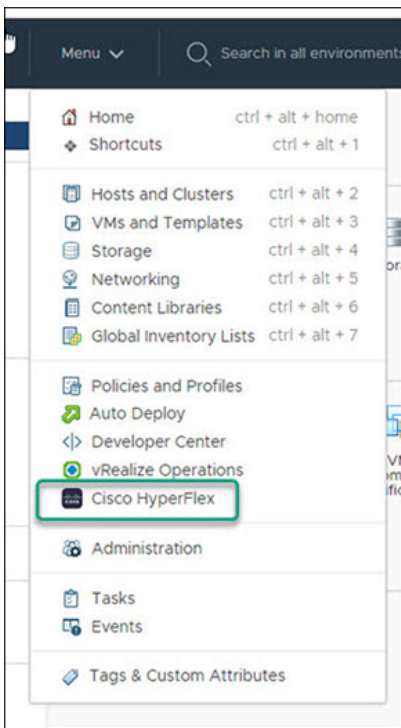 Menu
Search in all environments
Home ctrl + alt + home
Shortcuts ctrl + alt + 1
Hosts and Clusters ctrl + alt + 2
VMs and Templates ctrl + alt + 3
Storage ctrl + alt + 4
Networking ctrl + alt + 5
Content Libraries ctrl + alt + 6
Global Inventory Lists ctrl + alt + 7
Policies and Profiles
Auto Deploy
Developer Center
vRealize Operations
Cisco HyperFlex
Administration
Tasks
Events
Tags & Custom Attributes